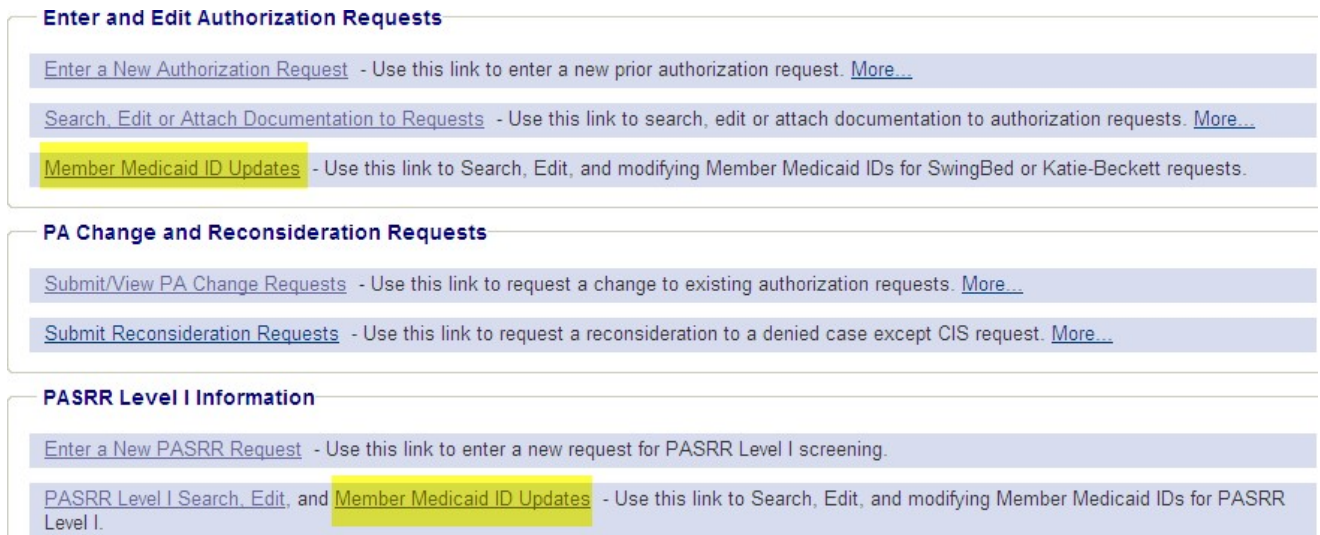 Enter and Edit Authorization Requests
Enter a New Authorization Request - Use this link to enter a new prior authorization request. More...
Search, Edit or Attach Documentation to Requests - Use this link to search, edit or attach documentation to authorization requests. More...
Member Medicaid ID Updates - Use this link to Search, Edit, and modifying Member Medicaid IDs for SwingBed or Katie-Beckett requests.
PA Change and Reconsideration Requests
Submit/View PA Change Requests - Use this link to request a change to existing authorization requests. More...
Submit Reconsideration Requests - Use this link to request a reconsideration to a denied case except CIS request. More...
PASRR Level I Information
Enter a New PASRR Request - Use this link to enter a new request for PASRR Level I screening.
PASRR Level I Search, Edit, and Member Medicaid ID Updates - Use this link to Search, Edit, and modifying Member Medicaid IDs for PASRR
Level I.